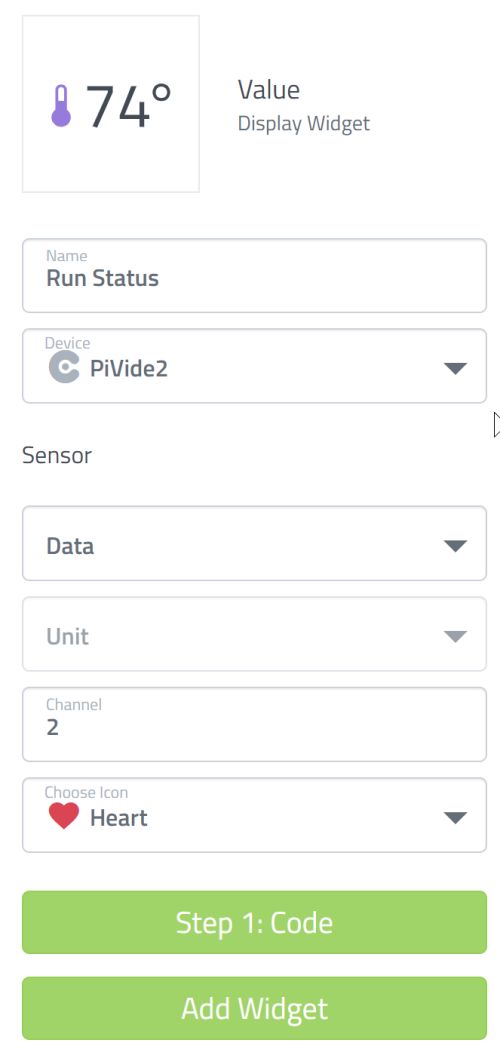 74°
Value
Display Widget
Name
Run Status
Device
PiVide2
Sensor
Data
Unit
Channel
2
Choose Icon
Heart
Step 1: Code
Add Widget